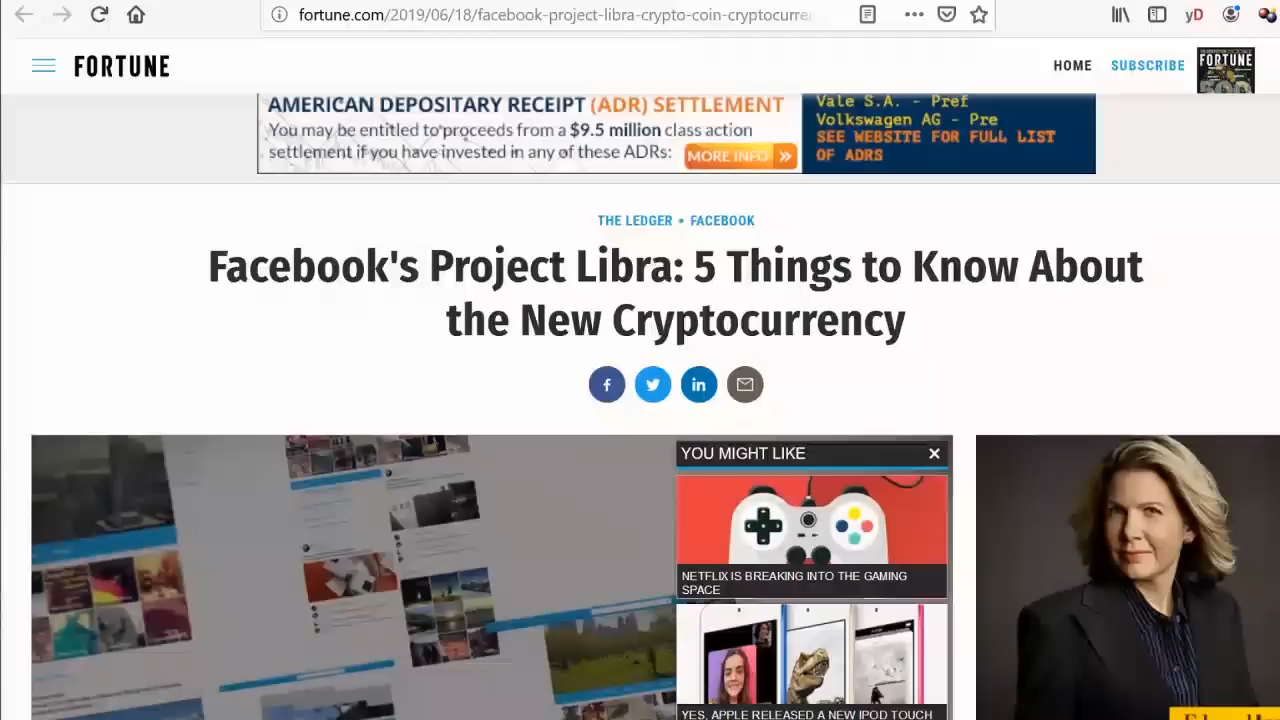 fortune.com/2019/06/18/facebook-project-libra-crypto-coin-cryptocurre
yD
FORTUNE
HOME
SUBSCRIBE
FORTUNE
500
AMERICAN DEPOSITARY RECEIPT (ADR) SETTLEMENT
You may be entitled to proceeds from a $9.5 million class action
settlement if you have invested in any of these ADRs:
MORE INFO »
Vale S.A. - Pref
Volkswagen AG - Pre
SEE WEBSITE FOR FULL LIST
OF ADRS
THE LEDGER • FACEBOOK
Facebook's Project Libra: 5 Things to Know About
the New Cryptocurrency
YOU MIGHT LIKE
NETFLIX IS BREAKING INTO THE GAMING
SPACE
YES, APPLE RELEASED A NEW IPOD TOUCH